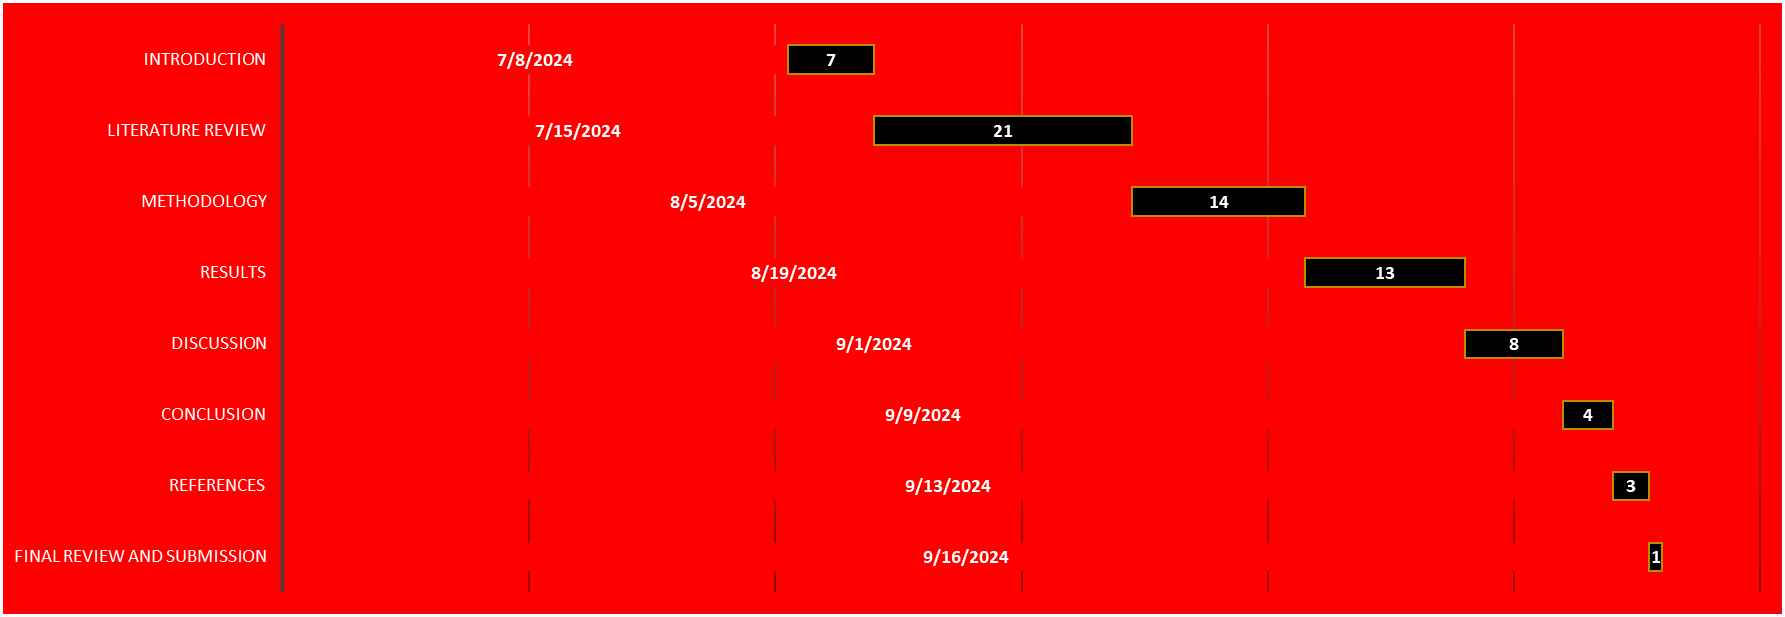 INTRODUCTION 7/8/2024 7
LITERATURE REVIEW 7/15/2024 21
METHODOLOGY 8/5/2024 14
RESULTS 8/19/2024 13
DISCUSSION 9/1/2024 8
CONCLUSION 9/9/2024 4
REFERENCES 9/13/2024 3
FINAL REVIEW AND SUBMISSION 9/16/2024 1